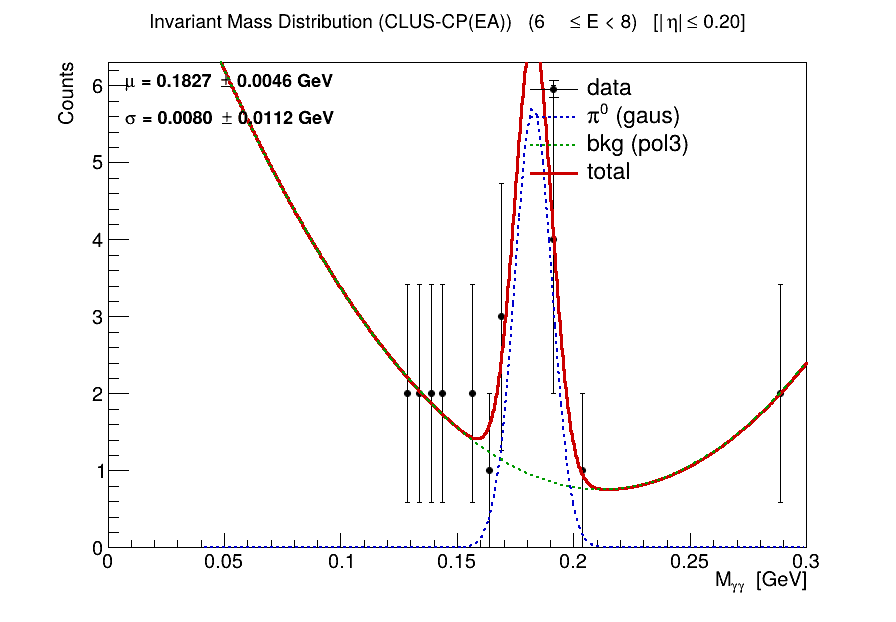 Invariant Mass Distribution (CLUS-CP(EA)) (6 ≤ E < 8) [|η| ≤ 0.20]
Counts
6
5
4
3
2
1
0
μ = 0.1827 ± 0.0046 GeV
σ = 0.0080 ± 0.0112 GeV
data
π⁰ (gaus)
bkg (pol3)
total
0 0.05 0.1 0.15 0.2 0.25 0.3
Mγγ [GeV]